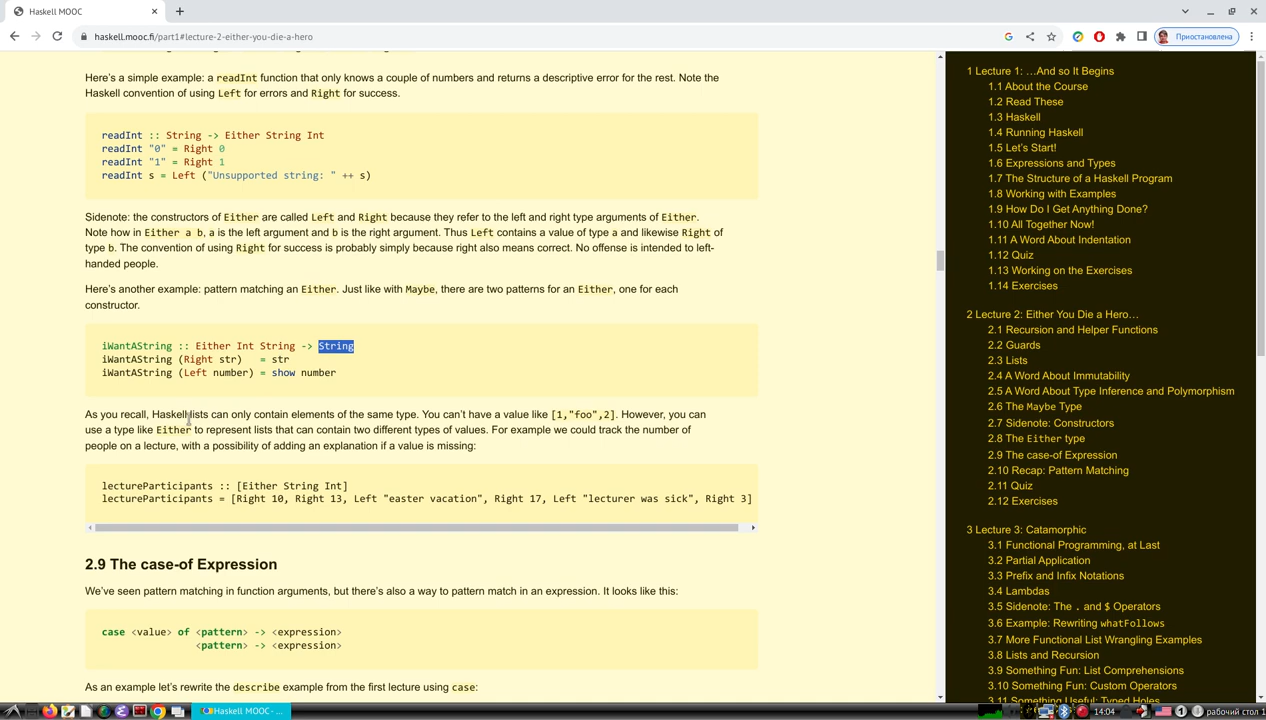 Haskell MOOC
haskell.mooc.fi/part1#lecture-2-either-you-die-a-hero
Приостановлена
Here's a simple example: a readInt function that only knows a couple of numbers and returns a descriptive error for the rest. Note the
Haskell convention of using Left for errors and Right for success.
readInt :: String -> Either String Int
readInt "0" = Right 0
readInt "1" = Right 1
readInt s = Left ("Unsupported string: " ++ s)
Sidenote: the constructors of Either are called Left and Right because they refer to the left and right type arguments of Either.
Note how in Either a b, a is the left argument and b is the right argument. Thus Left contains a value of type a and likewise Right of
type b. The convention of using Right for success is probably simply because right also means correct. No offense is intended to left-
handed people.
Here's another example: pattern matching an Either. Just like with Maybe, there are two patterns for an Either, one for each
constructor.
iWantAString :: Either Int String -> String
iWantAString (Right str)   = str
iWantAString (Left number) = show number
As you recall, Haskell lists can only contain elements of the same type. You can't have a value like [1,"foo",2]. However, you can
use a type like Either to represent lists that can contain two different types of values. For example we could track the number of
people on a lecture, with a possibility of adding an explanation if a value is missing:
lectureParticipants :: [Either String Int]
lectureParticipants = [Right 10, Right 13, Left "easter vacation", Right 17, Left "lecturer was sick", Right 3]
2.9 The case-of Expression
We've seen pattern matching in function arguments, but there's also a way to pattern match in an expression. It looks like this:
case <value> of <pattern> -> <expression>
<pattern> -> <expression>
As an example let's rewrite the describe example from the first lecture using case:
1 Lecture 1: …And so It Begins
1.1 About the Course
1.2 Read These
1.3 Haskell
1.4 Running Haskell
1.5 Let's Start!
1.6 Expressions and Types
1.7 The Structure of a Haskell Program
1.8 Working with Examples
1.9 How Do I Get Anything Done?
1.10 All Together Now!
1.11 A Word About Indentation
1.12 Quiz
1.13 Working on the Exercises
1.14 Exercises
2 Lecture 2: Either You Die a Hero…
2.1 Recursion and Helper Functions
2.2 Guards
2.3 Lists
2.4 A Word About Immutability
2.5 A Word About Type Inference and Polymorphism
2.6 The Maybe Type
2.7 Sidenote: Constructors
2.8 The Either type
2.9 The case-of Expression
2.10 Recap: Pattern Matching
2.11 Quiz
2.12 Exercises
3 Lecture 3: Catamorphic
3.1 Functional Programming, at Last
3.2 Partial Application
3.3 Prefix and Infix Notations
3.4 Lambdas
3.5 Sidenote: The . and $ Operators
3.6 Example: Rewriting whatFollows
3.7 More Functional List Wrangling Examples
3.8 Lists and Recursion
3.9 Something Fun: List Comprehensions
3.10 Something Fun: Custom Operators
3.11 Something Useful: Typed Holes
Haskell MOOC
14:04
рабочий стол 1